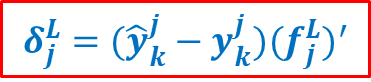 δ_j^L = (ŷ_k^j − y_k^j)(f_j^L)′